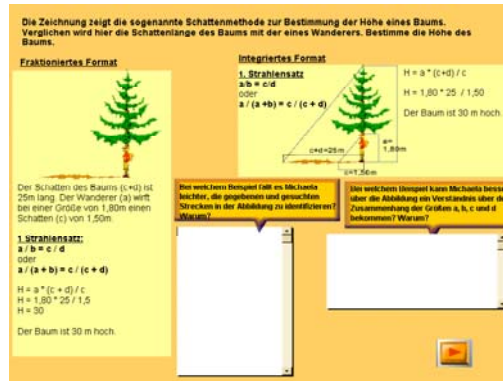 Die Zeichnung zeigt die sogenannte Schattenmethode zur Bestimmung der Höhe eines Baums.
Verglichen wird hier die Schattenlänge des Baums mit der eines Wanderers. Bestimme die Höhe des
Baums.
Fraktioniertes Format
Der Schatten des Baums (c+d) ist
25m lang. Der Wanderer (a) wirft
bei einer Größe von 1,80m einen
Schatten (c) von 1,50m.
1 Strahlensatz:
a / b = c / d
oder
a / (a + b) = c / (c + d)
H = a * (c + d) / c
H = 1,80 * 25 / 1,5
H = 30
Der Baum ist 30 m hoch.
Integriertes Format
1. Strahlensatz
a/b = c/d
oder
a / (a +b) = c / (c + d)
c+d=25m
a=
1,80m
c=1,50m
H = a * (c+d) / c
H = 1,80 * 25 / 1,50
Der Baum ist 30 m hoch.
Bei welchem Beispiel fällt es Michaela
leichter, die gegebenen und gesuchten
Strecken in der Abbildung zu identifizieren?
Warum?
Bei welchem Beispiel kann Michaela
über die Abbildung ein Verständnis über
Zusammenhang der Größen a, b, c und d
bekommen? Warum?